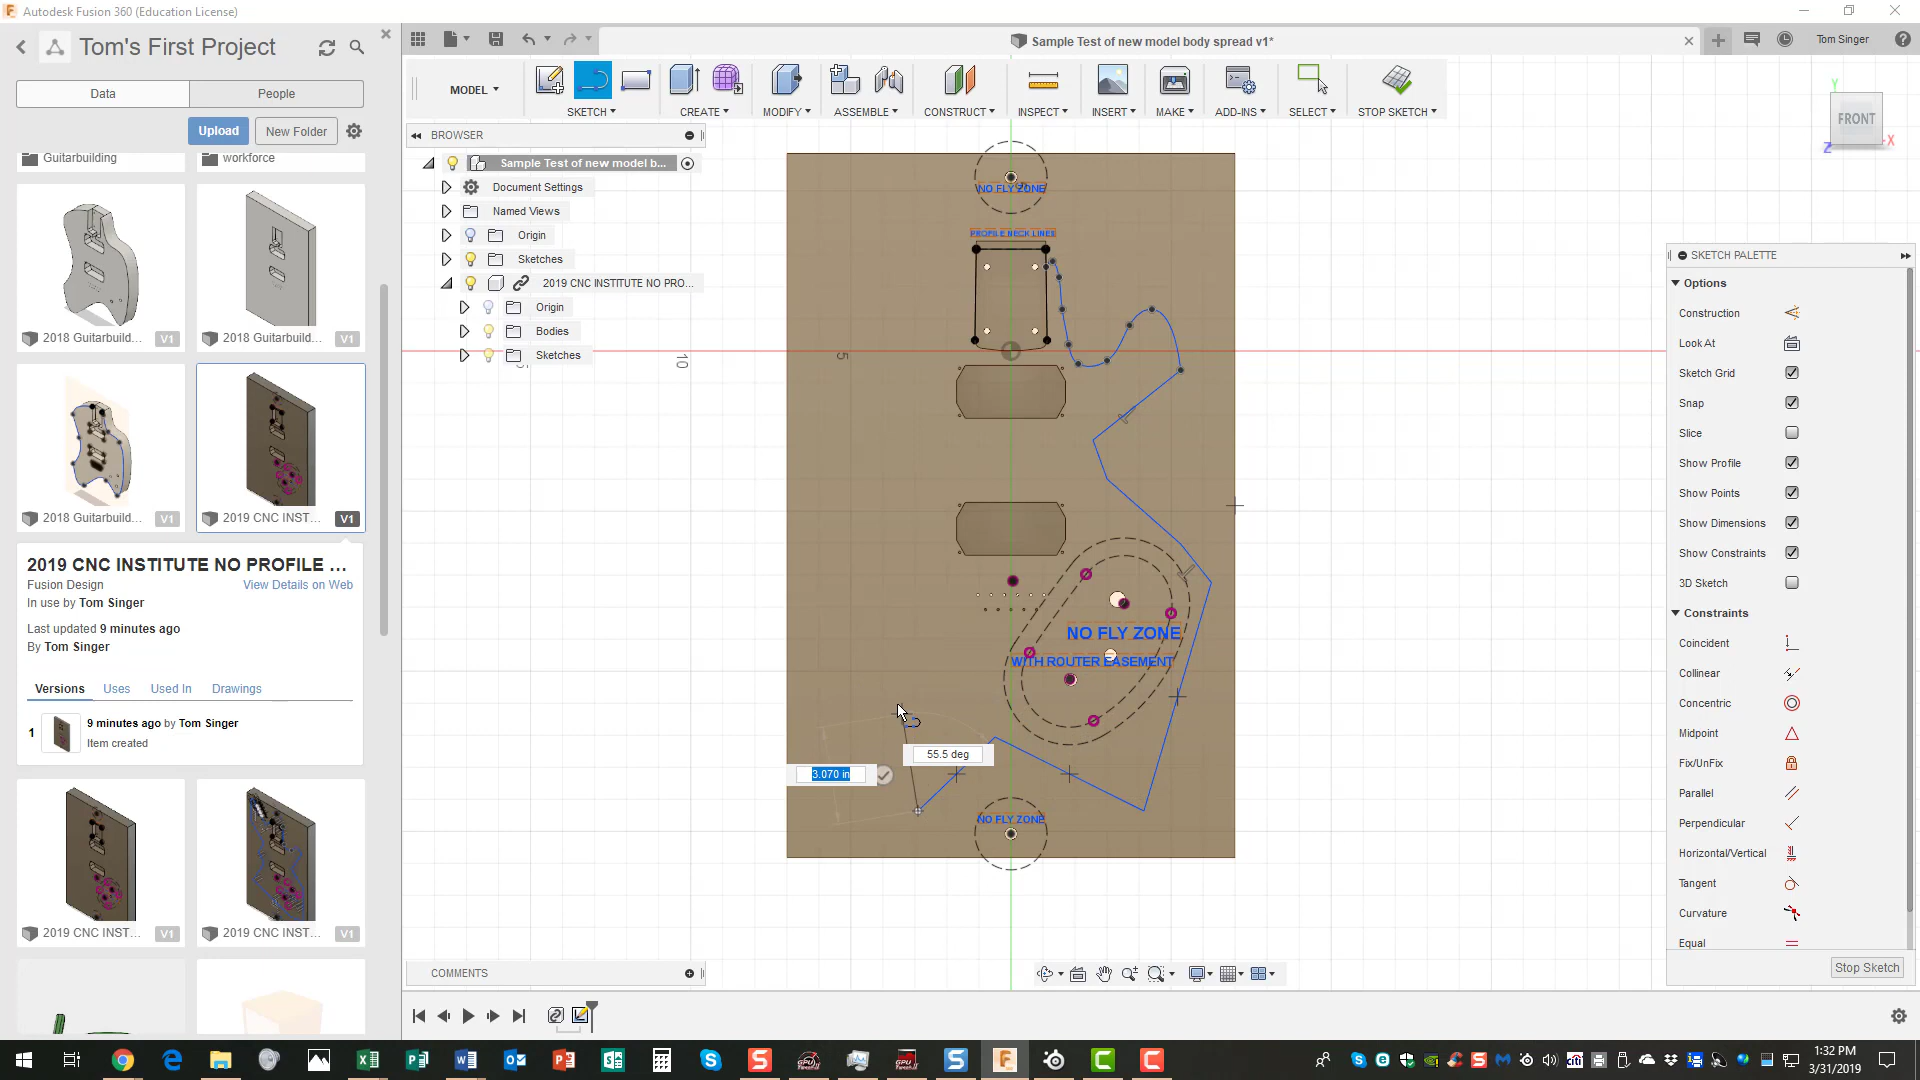 Autodesk Fusion 360 (Education License)
Tom's First Project
Sample Test of new model body spread v1*
Tom Singer
Data
People
Upload
New Folder
Guitarbuilding
workforce
2018 Guitarbuild...
V1
2018 Guitarbuild...
V1
2018 Guitarbuild...
V1
2019 CNC INST...
V1
2019 CNC INSTITUTE NO PROFILE ...
Fusion Design
View Details on Web
In use by Tom Singer
Last updated 9 minutes ago
By Tom Singer
Versions
Uses
Used In
Drawings
1
9 minutes ago by Tom Singer
Item created
2019 CNC INST...
V1
2019 CNC INST...
V1
MODEL
SKETCH
CREATE
MODIFY
ASSEMBLE
CONSTRUCT
INSPECT
INSERT
MAKE
ADD-INS
SELECT
STOP SKETCH
BROWSER
Sample Test of new model b...
Document Settings
Named Views
Origin
Sketches
2019 CNC INSTITUTE NO PRO...
Origin
Bodies
Sketches
FRONT
Y
X
Z
NO FLY ZONE
PROFILE NECK LINES
10
5
NO FLY ZONE
WITH ROUTER EASEMENT
55.5 deg
3.070 in
NO FLY ZONE
SKETCH PALETTE
Options
Construction
Look At
Sketch Grid
Snap
Slice
Show Profile
Show Points
Show Dimensions
Show Constraints
3D Sketch
Constraints
Coincident
Collinear
Concentric
Midpoint
Fix/UnFix
Parallel
Perpendicular
Horizontal/Vertical
Tangent
Curvature
Equal
Stop Sketch
COMMENTS
1:32 PM
3/31/2019